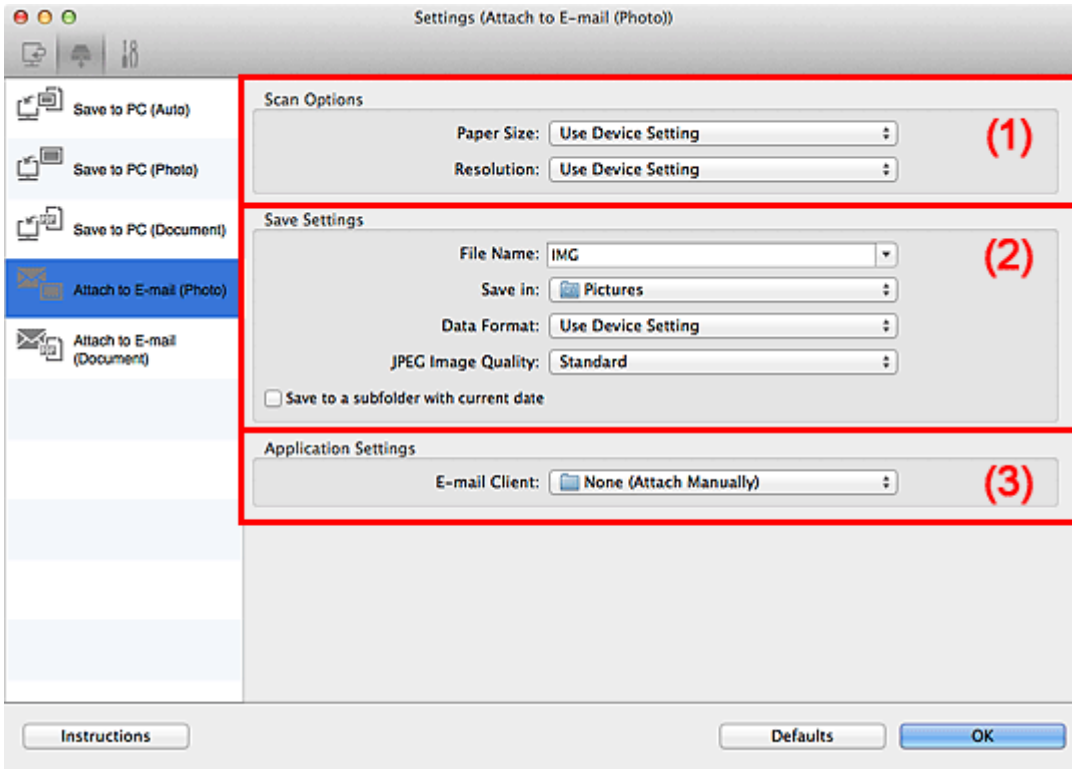 Settings (Attach to E-mail (Photo))
Save to PC (Auto)
Save to PC (Photo)
Save to PC (Document)
Attach to E-mail (Photo)
Attach to E-mail
(Document)
Scan Options
(1)
Paper Size: Use Device Setting
Resolution: Use Device Setting
Save Settings
(2)
File Name: IMG
Save in: Pictures
Data Format: Use Device Setting
JPEG Image Quality: Standard
Save to a subfolder with current date
Application Settings
(3)
E-mail Client: None (Attach Manually)
Instructions
Defaults
OK